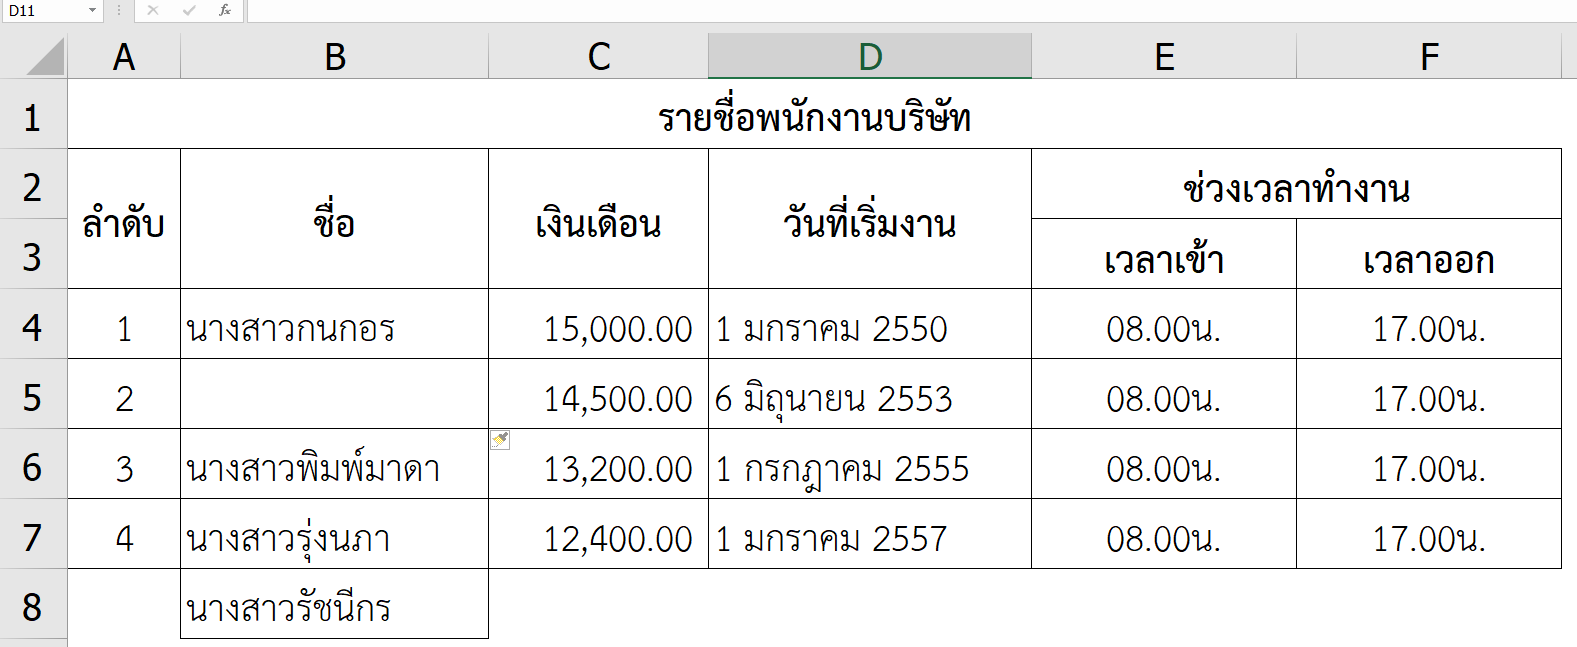 D11
fx
A B C D E F
1 รายชื่อพนักงานบริษัท
2 ช่วงเวลาทำงาน
ลำดับ ชื่อ เงินเดือน วันที่เริ่มงาน
3 เวลาเข้า เวลาออก
4 1 นางสาวกนกอร 15,000.00 1 มกราคม 2550 08.00น. 17.00น.
5 2 14,500.00 6 มิถุนายน 2553 08.00น. 17.00น.
6 3 นางสาวพิมพ์มาดา 13,200.00 1 กรกฎาคม 2555 08.00น. 17.00น.
7 4 นางสาวรุ่งนภา 12,400.00 1 มกราคม 2557 08.00น. 17.00น.
8 นางสาวรัชนีกร